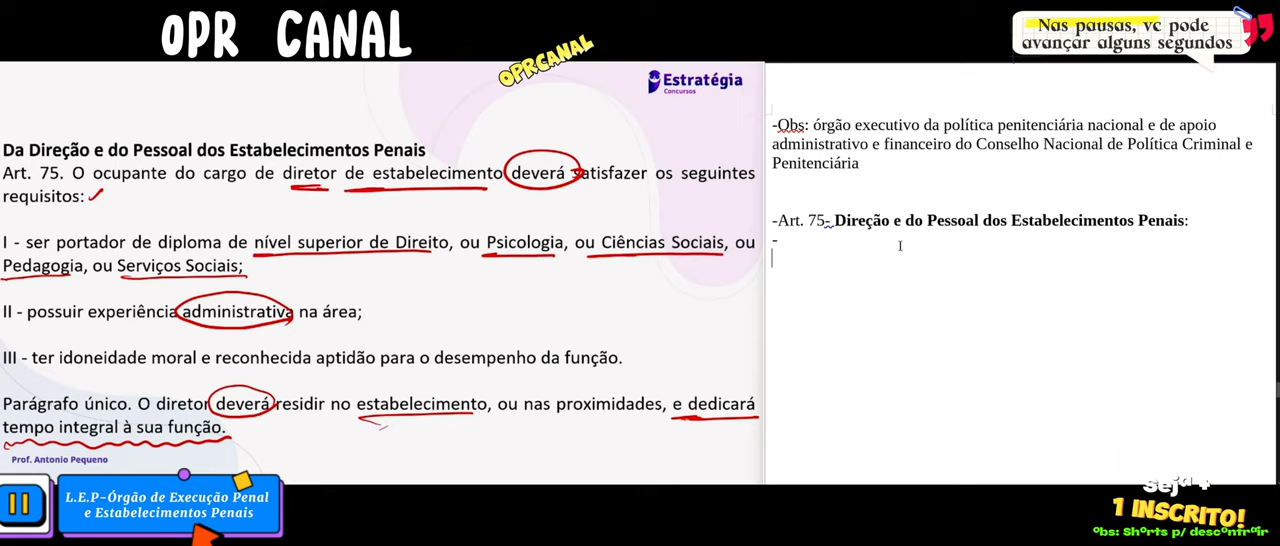 OPR CANAL
OPRCANAL
Nas pausas, vc pode
avançar alguns segundos
Estratégia
Concursos
Da Direção e do Pessoal dos Estabelecimentos Penais
Art. 75. O ocupante do cargo de diretor de estabelecimento deverá satisfazer os seguintes
requisitos:
I - ser portador de diploma de nível superior de Direito, ou Psicologia, ou Ciências Sociais, ou
Pedagogia, ou Serviços Sociais;
II - possuir experiência administrativa na área;
III - ter idoneidade moral e reconhecida aptidão para o desempenho da função.
Parágrafo único. O diretor deverá residir no estabelecimento, ou nas proximidades, e dedicará
tempo integral à sua função.
Prof. Antonio Pequeno
-Obs: órgão executivo da política penitenciária nacional e de apoio
administrativo e financeiro do Conselho Nacional de Política Criminal e
Penitenciária
-Art. 75- Direção e do Pessoal dos Estabelecimentos Penais:
-
L.E.P-Órgão de Execução Penal
e Estabelecimentos Penais
Seja +
1 INSCRITO!
Obs: Shorts p/ descontrair